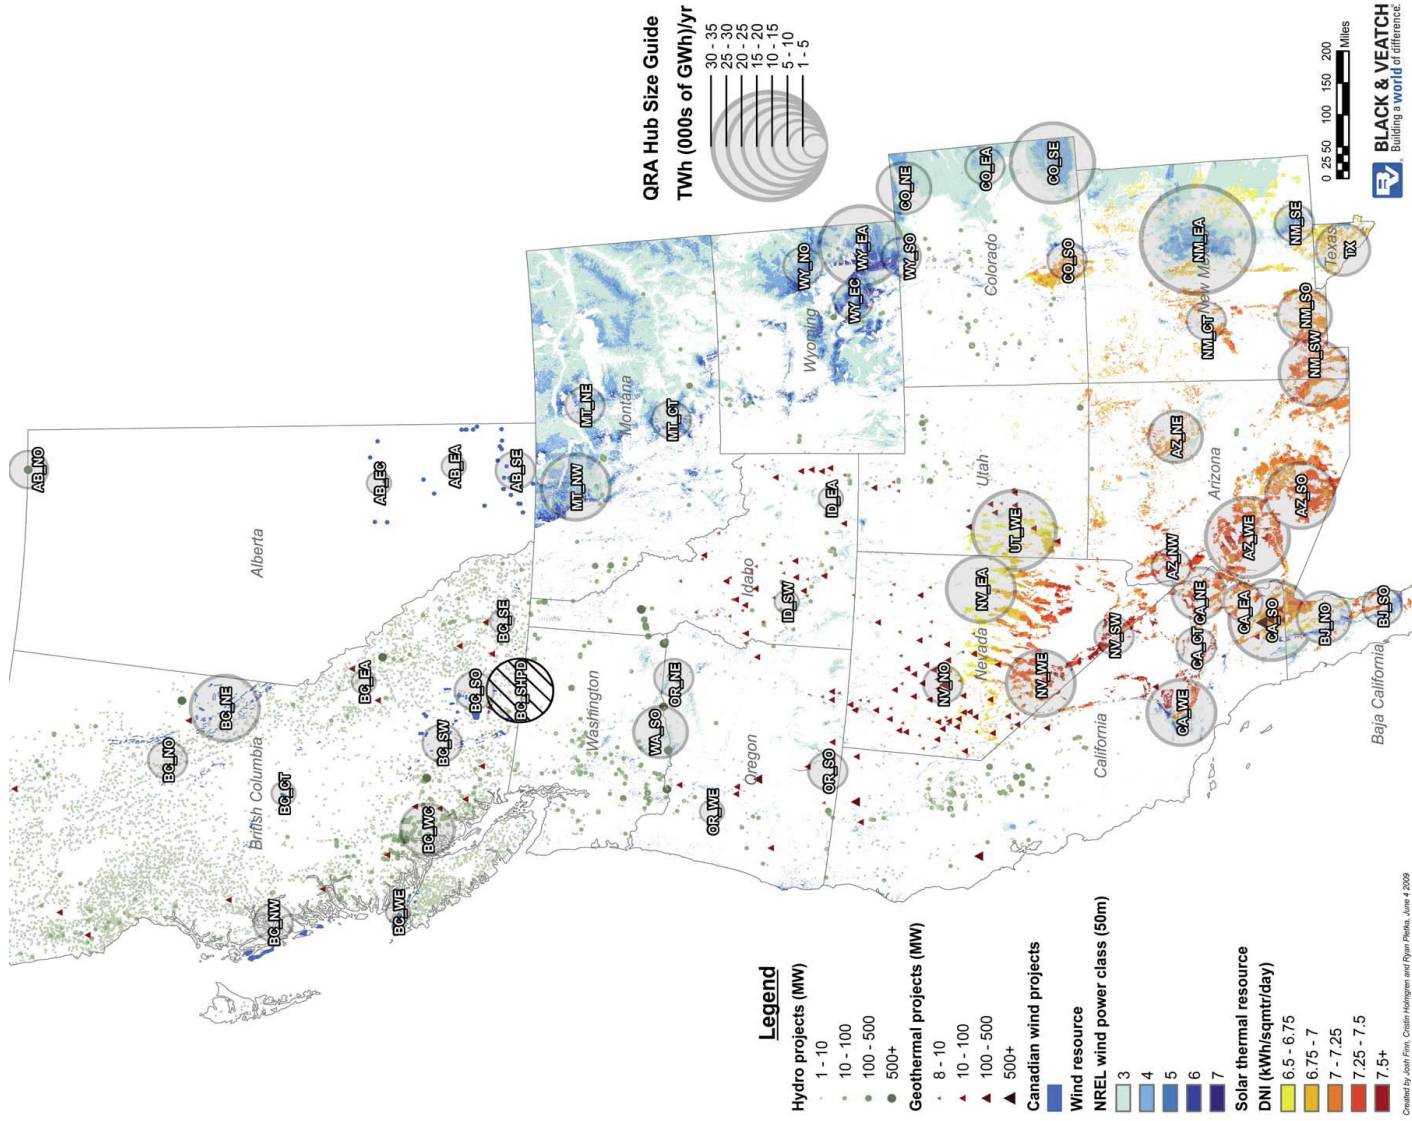 QRA Hub Size Guide
TWh (000s of GWh)/yr
30 - 35
25 - 30
20 - 25
15 - 20
10 - 15
5 - 10
1 - 5
AB_NO
AB_EC
AB_EA
AB_SE
Alberta
British Columbia
BC_NE
BC_NO
BC_CT
BC_NW
BC_EA
BC_SE
BC_SO
BC_SHPD
BC_SW
BC_WC
BC_WE
MT_NE
MT_NW
MT_CT
Montana
Washington
WA_SO
OR_NE
OR_WE
OR_SO
Oregon
Idaho
ID_EA
ID_SW
Wyoming
WY_NO
WY_EA
WY_EC
WY_SO
CO_NE
CO_EA
CO_SE
CO_SO
Colorado
Utah
UT_WE
Nevada
NV_EA
NV_NO
NV_WE
NV_SW
California
CA_WE
CA_CT
CA_NE
CA_EA
CA_SO
Arizona
AZ_NE
AZ_NW
AZ_WE
AZ_SO
New Me
NM_EA
NM_CT
NM_SE
NM_SO
NM_SW
Texas
TX
Baja California
BJ_NO
BJ_SO
Legend
Hydro projects (MW)
1 - 10
10 - 100
100 - 500
500+
Geothermal projects (MW)
8 - 10
10 - 100
100 - 500
500+
Canadian wind projects
Wind resource
NREL wind power class (50m)
3
4
5
6
7
Solar thermal resource
DNI (kWh/sqmtr/day)
6.5 - 6.75
6.75 - 7
7 - 7.25
7.25 - 7.5
7.5+
0 25 50 100 150 200
Miles
BV BLACK & VEATCH
Building a world of difference.
Created by Josh Finn, Cristin Holmgren and Ryan Pletka, June 4 2009